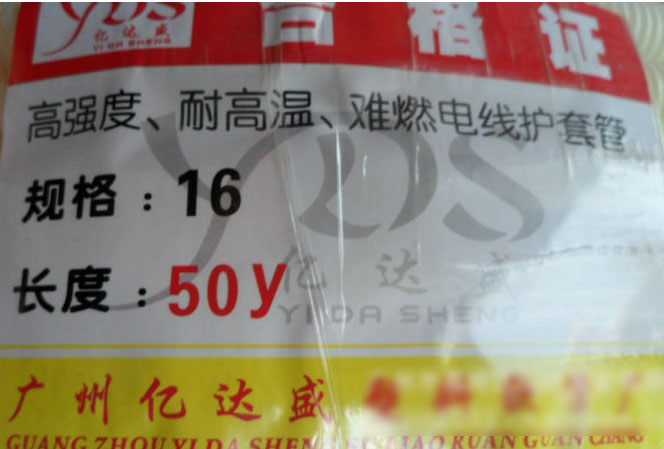 YDS 合格证
亿达盛
YI DA SHENG
高强度、耐高温、难燃电线护套管
规格：16
YDS
长度：50y
亿达盛
YI DA SHENG
广州亿达盛
GUANG ZHOU YI DA SHENG SU LIAO RUAN GUAN CHANG